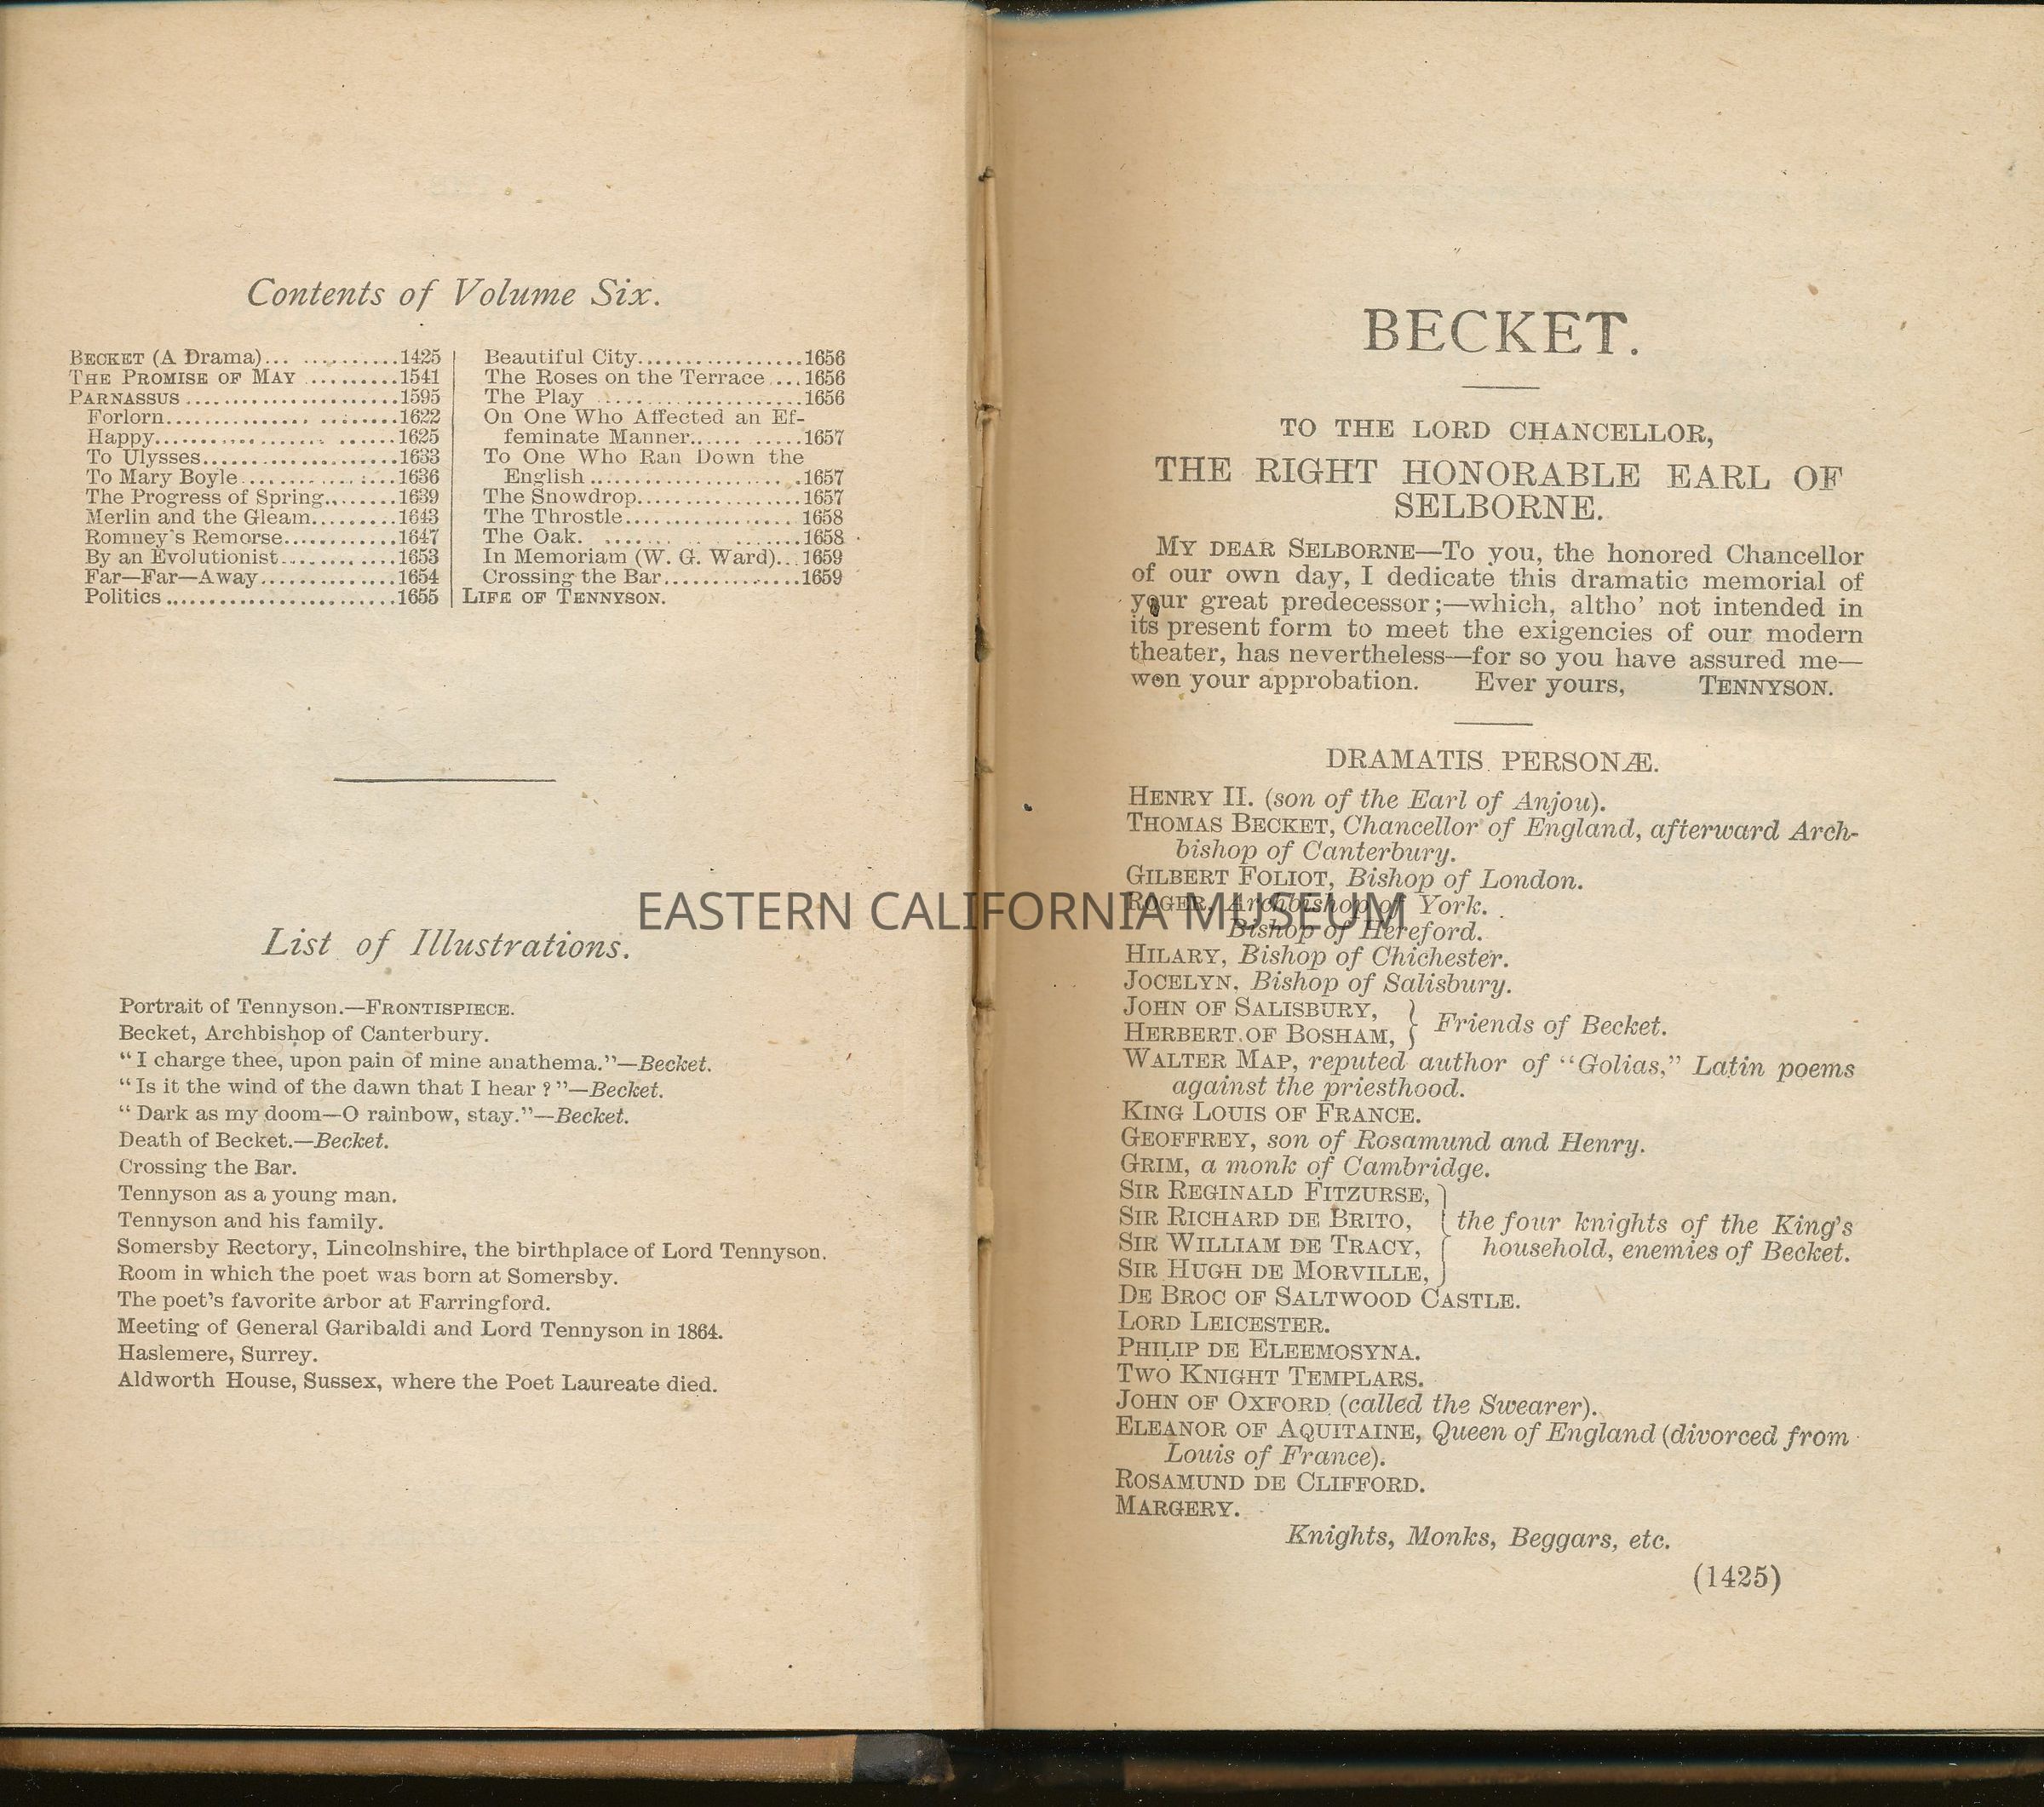 Contents of Volume Six.
BECKET (A Drama)... ..........1425
THE PROMISE OF MAY ..........1541
PARNASSUS ......................1595
Forlorn............... .........1622
Happy.................. ......1625
To Ulysses.....................1633
To Mary Boyle.......... . :...1636
The Progress of Spring.........1639
Merlin and the Gleam.........1643
Romney's Remorse............1647
By an Evolutionist............1653
Far—Far—Away..............1654
Politics ........................1655
Beautiful City..................1656
The Roses on the Terrace ....1656
The Play ......................1656
On One Who Affected an Ef-
feminate Manner...... .....1657
To One Who Ran Down the
English ..................... .1657
The Snowdrop.................1657
The Throstle.................. 1658
The Oak. ........ . .......1658
In Memoriam (W. G. Ward)...1659
Crossing the Bar...............1659
LIFE OF TENNYSON.
List of Illustrations.
Portrait of Tennyson.—FRONTISPIECE.
Becket, Archbishop of Canterbury.
“I charge thee, upon pain of mine anathema.”—Becket.
“Is it the wind of the dawn that I hear?”—Becket.
“Dark as my doom—O rainbow, stay.”—Becket.
Death of Becket.—Becket.
Crossing the Bar.
Tennyson as a young man.
Tennyson and his family.
Somersby Rectory, Lincolnshire, the birthplace of Lord Tennyson.
Room in which the poet was born at Somersby.
The poet's favorite arbor at Farringford.
Meeting of General Garibaldi and Lord Tennyson in 1864.
Haslemere, Surrey.
Aldworth House, Sussex, where the Poet Laureate died.
EASTERN CALIFORNIA MUSEUM
BECKET.
TO THE LORD CHANCELLOR,
THE RIGHT HONORABLE EARL OF
SELBORNE.
MY DEAR SELBORNE—To you, the honored Chancellor
of our own day, I dedicate this dramatic memorial of
your great predecessor;—which, altho' not intended in
its present form to meet the exigencies of our modern
theater, has nevertheless—for so you have assured me—
won your approbation. Ever yours, TENNYSON.
DRAMATIS PERSONÆ.
HENRY II. (son of the Earl of Anjou).
THOMAS BECKET, Chancellor of England, afterward Arch-
bishop of Canterbury.
GILBERT FOLIOT, Bishop of London.
ROGER, Archbishop of York.
Bishop of Hereford.
HILARY, Bishop of Chichester.
JOCELYN, Bishop of Salisbury.
JOHN OF SALISBURY,
HERBERT OF BOSHAM, } Friends of Becket.
WALTER MAP, reputed author of “Golias,” Latin poems
against the priesthood.
KING LOUIS OF FRANCE.
GEOFFREY, son of Rosamund and Henry.
GRIM, a monk of Cambridge.
SIR REGINALD FITZURSE,
SIR RICHARD DE BRITO, } the four knights of the King's
SIR WILLIAM DE TRACY, household, enemies of Becket.
SIR HUGH DE MORVILLE,
DE BROC OF SALTWOOD CASTLE.
LORD LEICESTER.
PHILIP DE ELEEMOSYNA.
TWO KNIGHT TEMPLARS.
JOHN OF OXFORD (called the Swearer).
ELEANOR OF AQUITAINE, Queen of England (divorced from
Louis of France).
ROSAMUND DE CLIFFORD.
MARGERY.
Knights, Monks, Beggars, etc.
(1425)